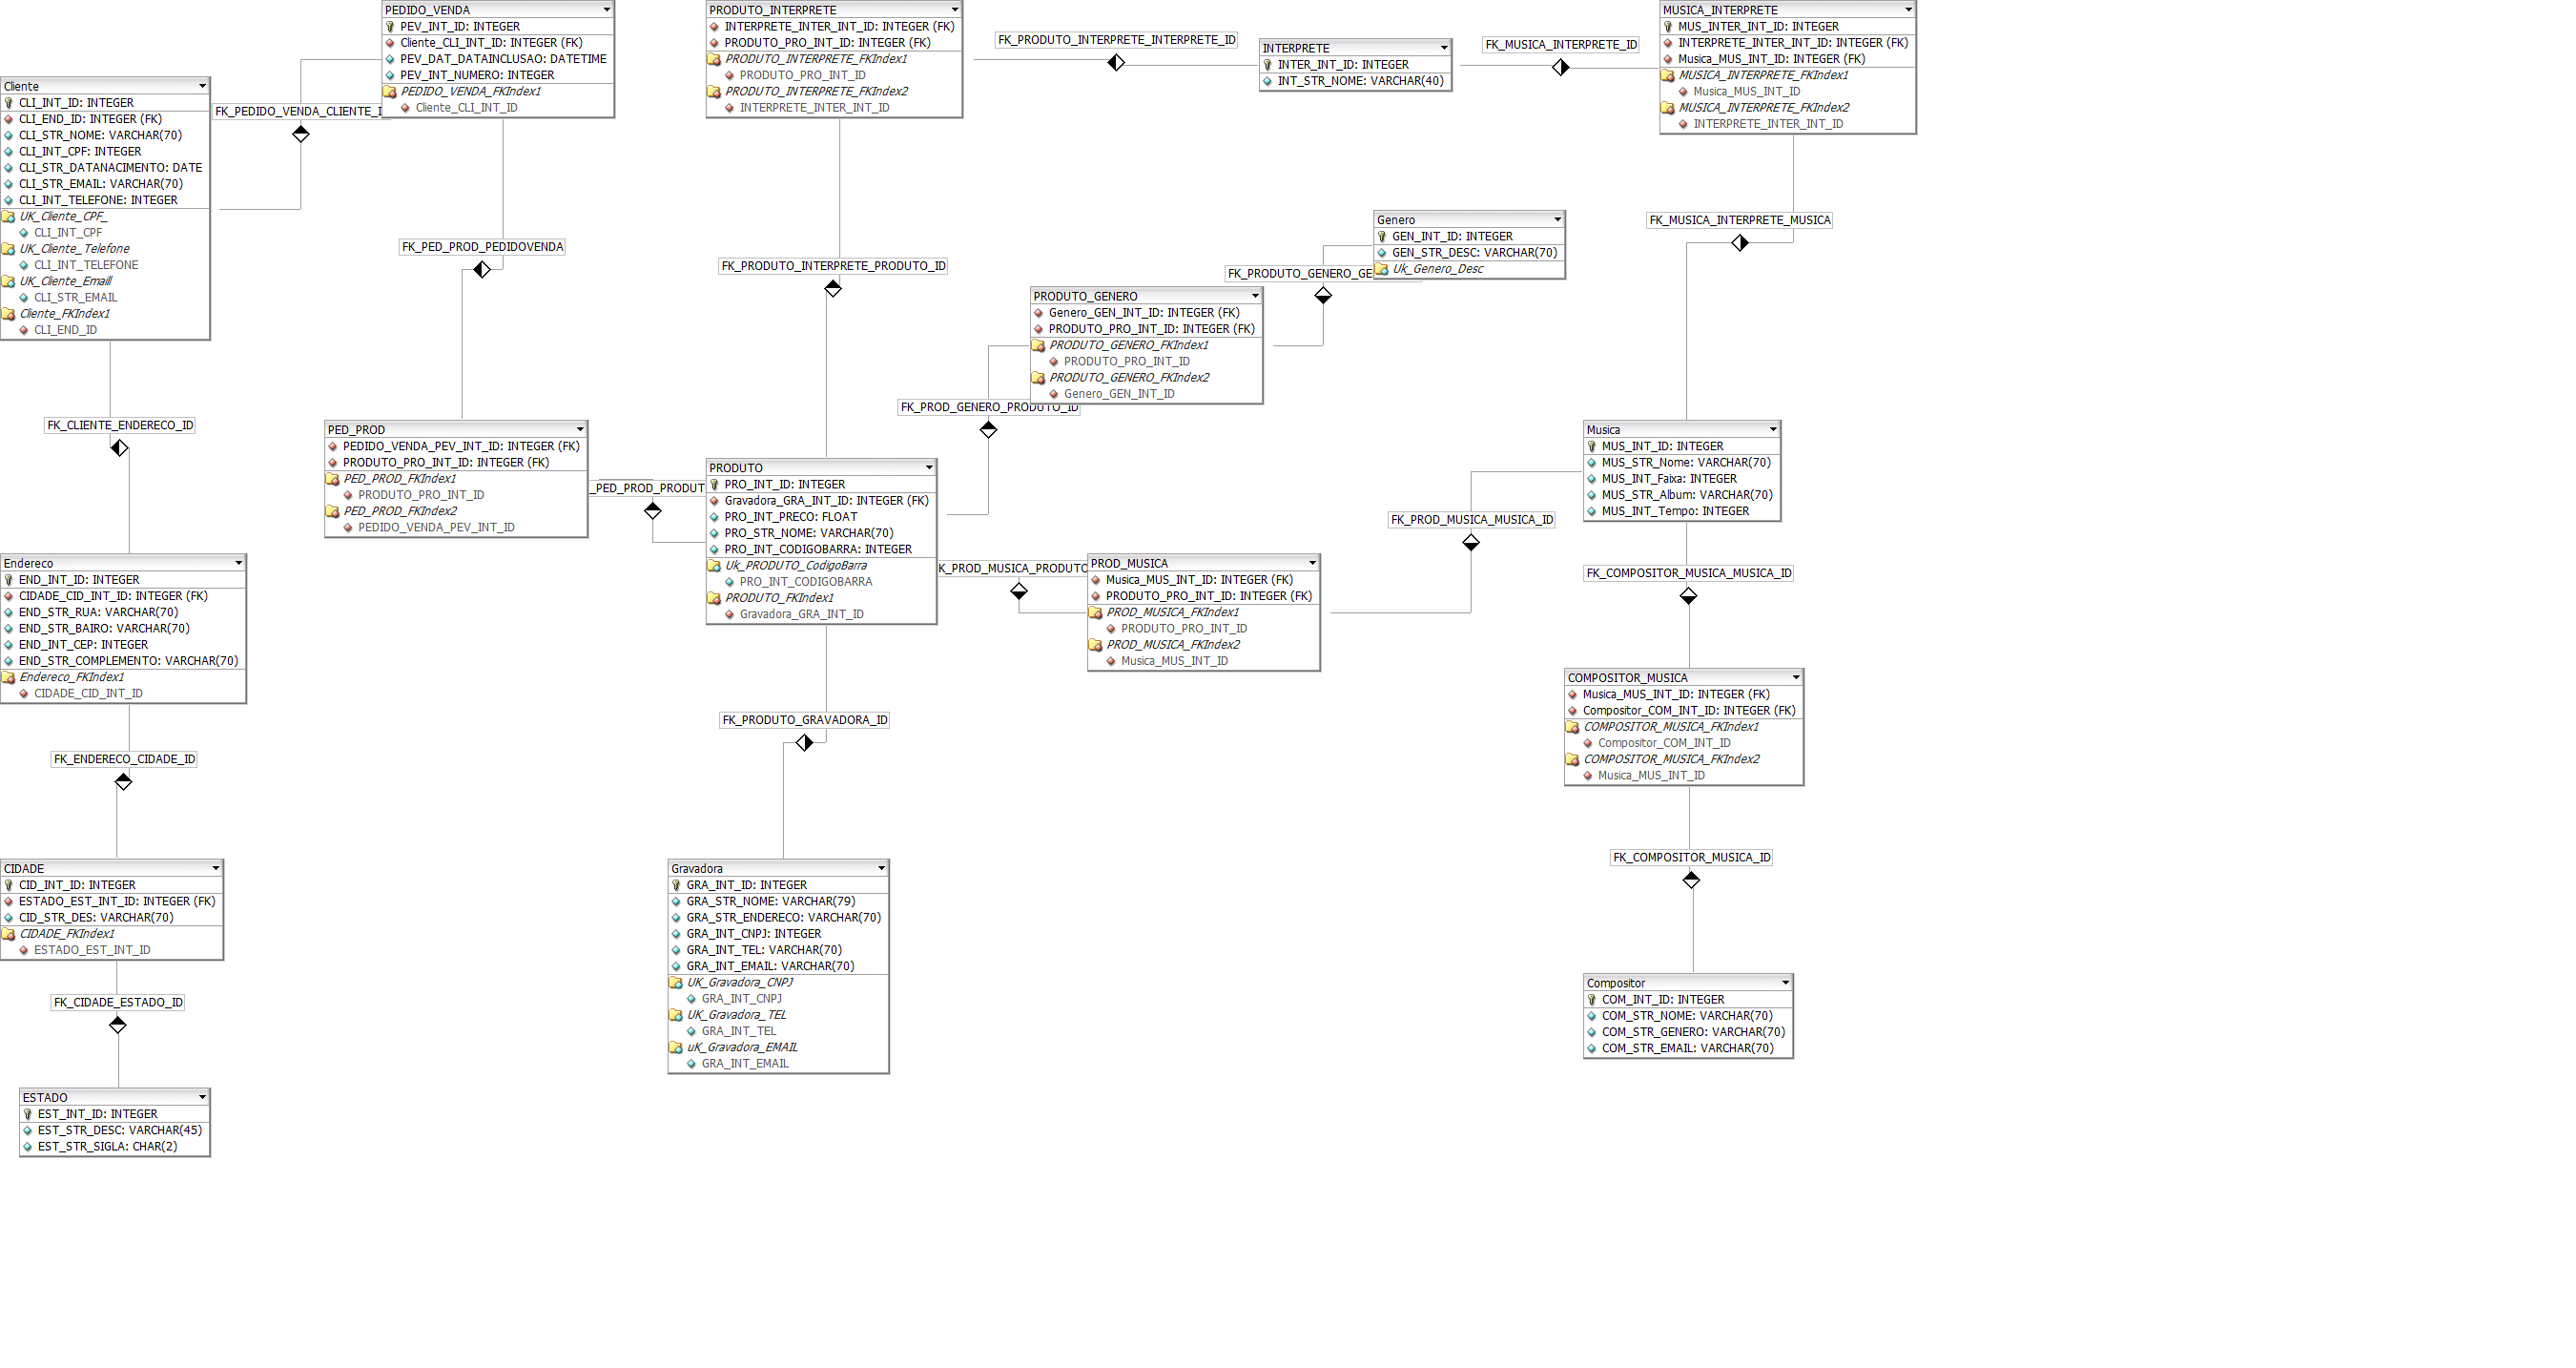 PEDIDO_VENDA
PEV_INT_ID: INTEGER
Cliente_CLI_INT_ID: INTEGER (FK)
PEV_DAT_DATAINCLUSAO: DATETIME
PEV_INT_NUMERO: INTEGER
PEDIDO_VENDA_FKIndex1
Cliente_CLI_INT_ID
PRODUTO_INTERPRETE
INTERPRETE_INTER_INT_ID: INTEGER (FK)
PRODUTO_PRO_INT_ID: INTEGER (FK)
PRODUTO_INTERPRETE_FKIndex1
PRODUTO_PRO_INT_ID
PRODUTO_INTERPRETE_FKIndex2
INTERPRETE_INTER_INT_ID
FK_PRODUTO_INTERPRETE_INTERPRETE_ID
INTERPRETE
INTER_INT_ID: INTEGER
INT_STR_NOME: VARCHAR(40)
FK_MUSICA_INTERPRETE_ID
MUSICA_INTERPRETE
MUS_INTER_INT_ID: INTEGER
INTERPRETE_INTER_INT_ID: INTEGER (FK)
Musica_MUS_INT_ID: INTEGER (FK)
MUSICA_INTERPRETE_FKIndex1
Musica_MUS_INT_ID
MUSICA_INTERPRETE_FKIndex2
INTERPRETE_INTER_INT_ID
Cliente
CLI_INT_ID: INTEGER
CLI_END_ID: INTEGER (FK)
CLI_STR_NOME: VARCHAR(70)
CLI_INT_CPF: INTEGER
CLI_STR_DATANACIMENTO: DATE
CLI_STR_EMAIL: VARCHAR(70)
CLI_INT_TELEFONE: INTEGER
UK_Cliente_CPF_
CLI_INT_CPF
UK_Cliente_Telefone
CLI_INT_TELEFONE
UK_Cliente_Emaill
CLI_STR_EMAIL
Cliente_FKIndex1
CLI_END_ID
FK_PEDIDO_VENDA_CLIENTE_I
FK_PED_PROD_PEDIDOVENDA
FK_PRODUTO_INTERPRETE_PRODUTO_ID
Genero
GEN_INT_ID: INTEGER
GEN_STR_DESC: VARCHAR(70)
Uk_Genero_Desc
FK_PRODUTO_GENERO_GE
FK_MUSICA_INTERPRETE_MUSICA
PRODUTO_GENERO
Genero_GEN_INT_ID: INTEGER (FK)
PRODUTO_PRO_INT_ID: INTEGER (FK)
PRODUTO_GENERO_FKIndex1
PRODUTO_PRO_INT_ID
PRODUTO_GENERO_FKIndex2
Genero_GEN_INT_ID
FK_PROD_GENERO_PRODUTO_ID
FK_CLIENTE_ENDERECO_ID
PED_PROD
PEDIDO_VENDA_PEV_INT_ID: INTEGER (FK)
PRODUTO_PRO_INT_ID: INTEGER (FK)
PED_PROD_FKIndex1
PRODUTO_PRO_INT_ID
PED_PROD_FKIndex2
PEDIDO_VENDA_PEV_INT_ID
_PED_PROD_PRODUT
PRODUTO
PRO_INT_ID: INTEGER
Gravadora_GRA_INT_ID: INTEGER (FK)
PRO_INT_PRECO: FLOAT
PRO_STR_NOME: VARCHAR(70)
PRO_INT_CODIGOBARRA: INTEGER
Uk_PRODUTO_CodigoBarra
PRO_INT_CODIGOBARRA
PRODUTO_FKIndex1
Gravadora_GRA_INT_ID
K_PROD_MUSICA_PRODUTO
PROD_MUSICA
Musica_MUS_INT_ID: INTEGER (FK)
PRODUTO_PRO_INT_ID: INTEGER (FK)
PROD_MUSICA_FKIndex1
PRODUTO_PRO_INT_ID
PROD_MUSICA_FKIndex2
Musica_MUS_INT_ID
FK_PROD_MUSICA_MUSICA_ID
Musica
MUS_INT_ID: INTEGER
MUS_STR_Nome: VARCHAR(70)
MUS_INT_Faixa: INTEGER
MUS_STR_Album: VARCHAR(70)
MUS_INT_Tempo: INTEGER
FK_COMPOSITOR_MUSICA_MUSICA_ID
Endereco
END_INT_ID: INTEGER
CIDADE_CID_INT_ID: INTEGER (FK)
END_STR_RUA: VARCHAR(70)
END_STR_BAIRO: VARCHAR(70)
END_INT_CEP: INTEGER
END_STR_COMPLEMENTO: VARCHAR(70)
Endereco_FKIndex1
CIDADE_CID_INT_ID
COMPOSITOR_MUSICA
Musica_MUS_INT_ID: INTEGER (FK)
Compositor_COM_INT_ID: INTEGER (FK)
COMPOSITOR_MUSICA_FKIndex1
Compositor_COM_INT_ID
COMPOSITOR_MUSICA_FKIndex2
Musica_MUS_INT_ID
FK_PRODUTO_GRAVADORA_ID
FK_ENDERECO_CIDADE_ID
FK_COMPOSITOR_MUSICA_ID
CIDADE
CID_INT_ID: INTEGER
ESTADO_EST_INT_ID: INTEGER (FK)
CID_STR_DES: VARCHAR(70)
CIDADE_FKIndex1
ESTADO_EST_INT_ID
Gravadora
GRA_INT_ID: INTEGER
GRA_STR_NOME: VARCHAR(79)
GRA_STR_ENDERECO: VARCHAR(70)
GRA_INT_CNPJ: INTEGER
GRA_INT_TEL: VARCHAR(70)
GRA_INT_EMAIL: VARCHAR(70)
UK_Gravadora_CNPJ
GRA_INT_CNPJ
UK_Gravadora_TEL
GRA_INT_TEL
uK_Gravadora_EMAIL
GRA_INT_EMAIL
Compositor
COM_INT_ID: INTEGER
COM_STR_NOME: VARCHAR(70)
COM_STR_GENERO: VARCHAR(70)
COM_STR_EMAIL: VARCHAR(70)
FK_CIDADE_ESTADO_ID
ESTADO
EST_INT_ID: INTEGER
EST_STR_DESC: VARCHAR(45)
EST_STR_SIGLA: CHAR(2)